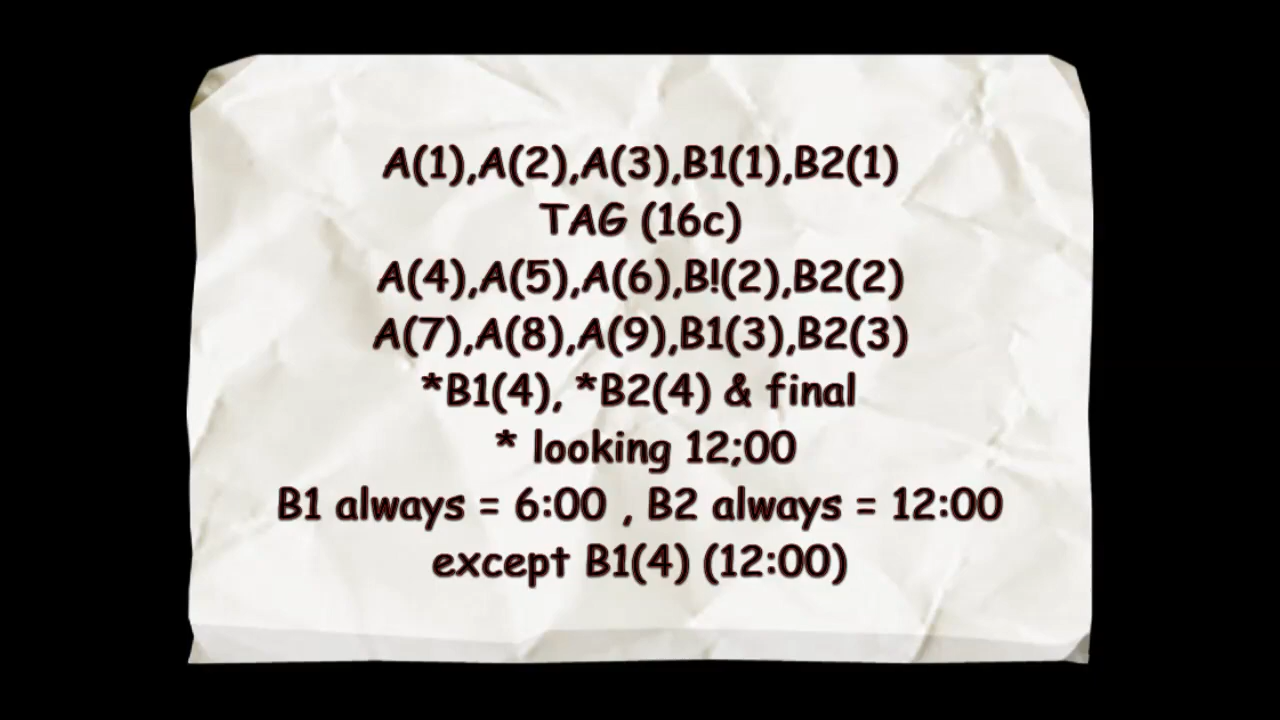 A(1),A(2),A(3),B1(1),B2(1)
TAG (16c)
A(4),A(5),A(6),B!(2),B2(2)
A(7),A(8),A(9),B1(3),B2(3)
*B1(4), *B2(4) & final
* looking 12;00
B1 always = 6:00 , B2 always = 12:00
except B1(4) (12:00)